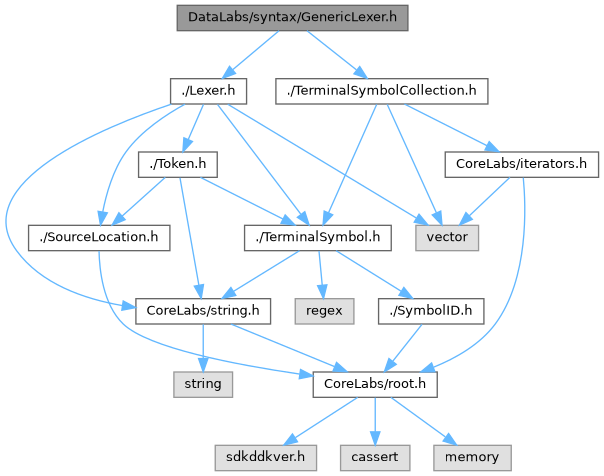 DataLabs/syntax/GenericLexer.h
./Lexer.h
./TerminalSymbolCollection.h
./Token.h
CoreLabs/iterators.h
./SourceLocation.h
./TerminalSymbol.h
vector
CoreLabs/string.h
regex
./SymbolID.h
string
CoreLabs/root.h
sdkddkver.h
cassert
memory